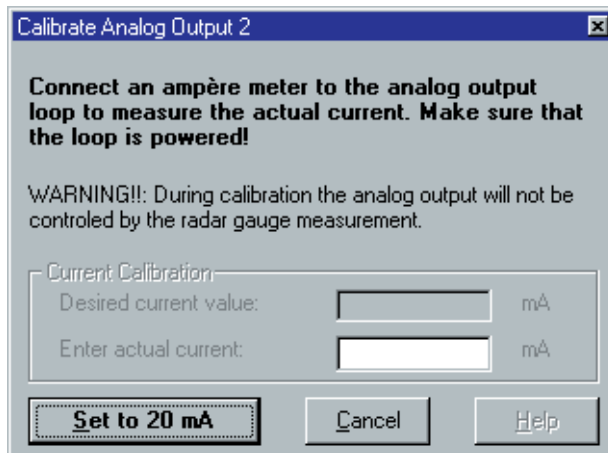 Calibrate Analog Output 2
Connect an ampère meter to the analog output
loop to measure the actual current. Make sure that
the loop is powered!
WARNING!!: During calibration the analog output will not be
controled by the radar gauge measurement.
Current Calibration
Desired current value: mA
Enter actual current: mA
Set to 20 mA Cancel Help